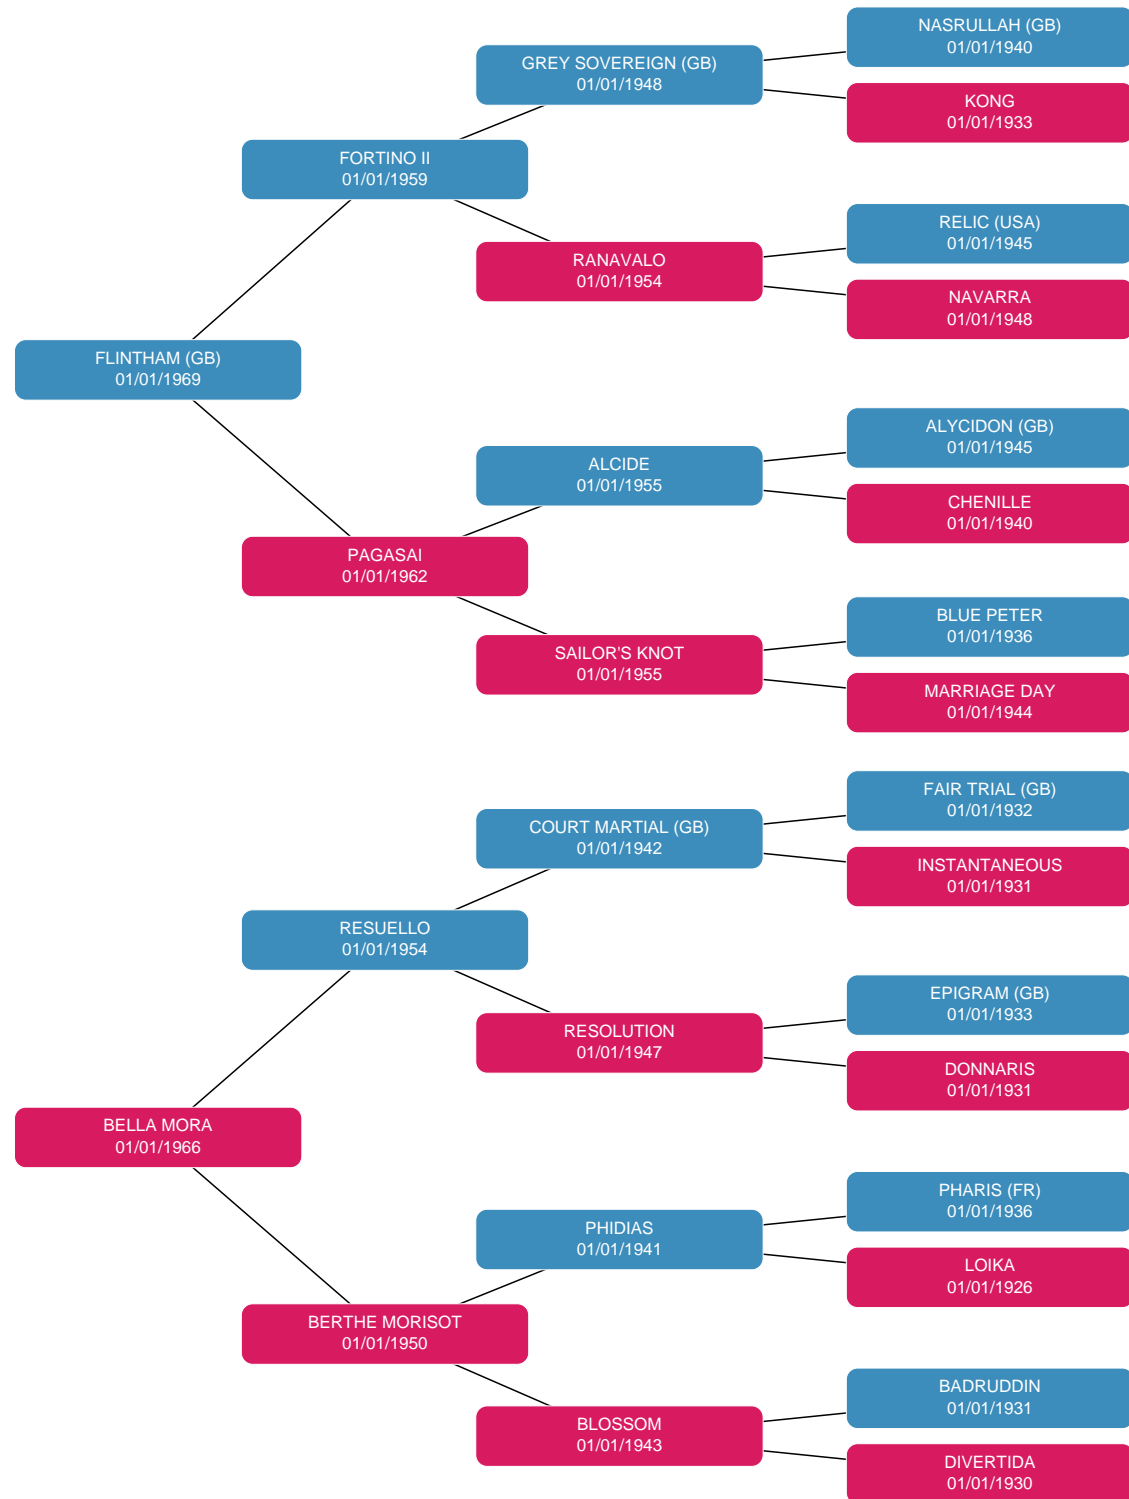 NASRULLAH (GB)
01/01/1940
GREY SOVEREIGN (GB)
01/01/1948
KONG
01/01/1933
FORTINO II
01/01/1959
RELIC (USA)
01/01/1945
RANAVALO
01/01/1954
NAVARRA
01/01/1948
FLINTHAM (GB)
01/01/1969
ALYCIDON (GB)
01/01/1945
ALCIDE
01/01/1955
CHENILLE
01/01/1940
PAGASAI
01/01/1962
BLUE PETER
01/01/1936
SAILOR'S KNOT
01/01/1955
MARRIAGE DAY
01/01/1944
FAIR TRIAL (GB)
01/01/1932
COURT MARTIAL (GB)
01/01/1942
INSTANTANEOUS
01/01/1931
RESUELLO
01/01/1954
EPIGRAM (GB)
01/01/1933
RESOLUTION
01/01/1947
DONNARIS
01/01/1931
BELLA MORA
01/01/1966
PHARIS (FR)
01/01/1936
PHIDIAS
01/01/1941
LOIKA
01/01/1926
BERTHE MORISOT
01/01/1950
BADRUDDIN
01/01/1931
BLOSSOM
01/01/1943
DIVERTIDA
01/01/1930